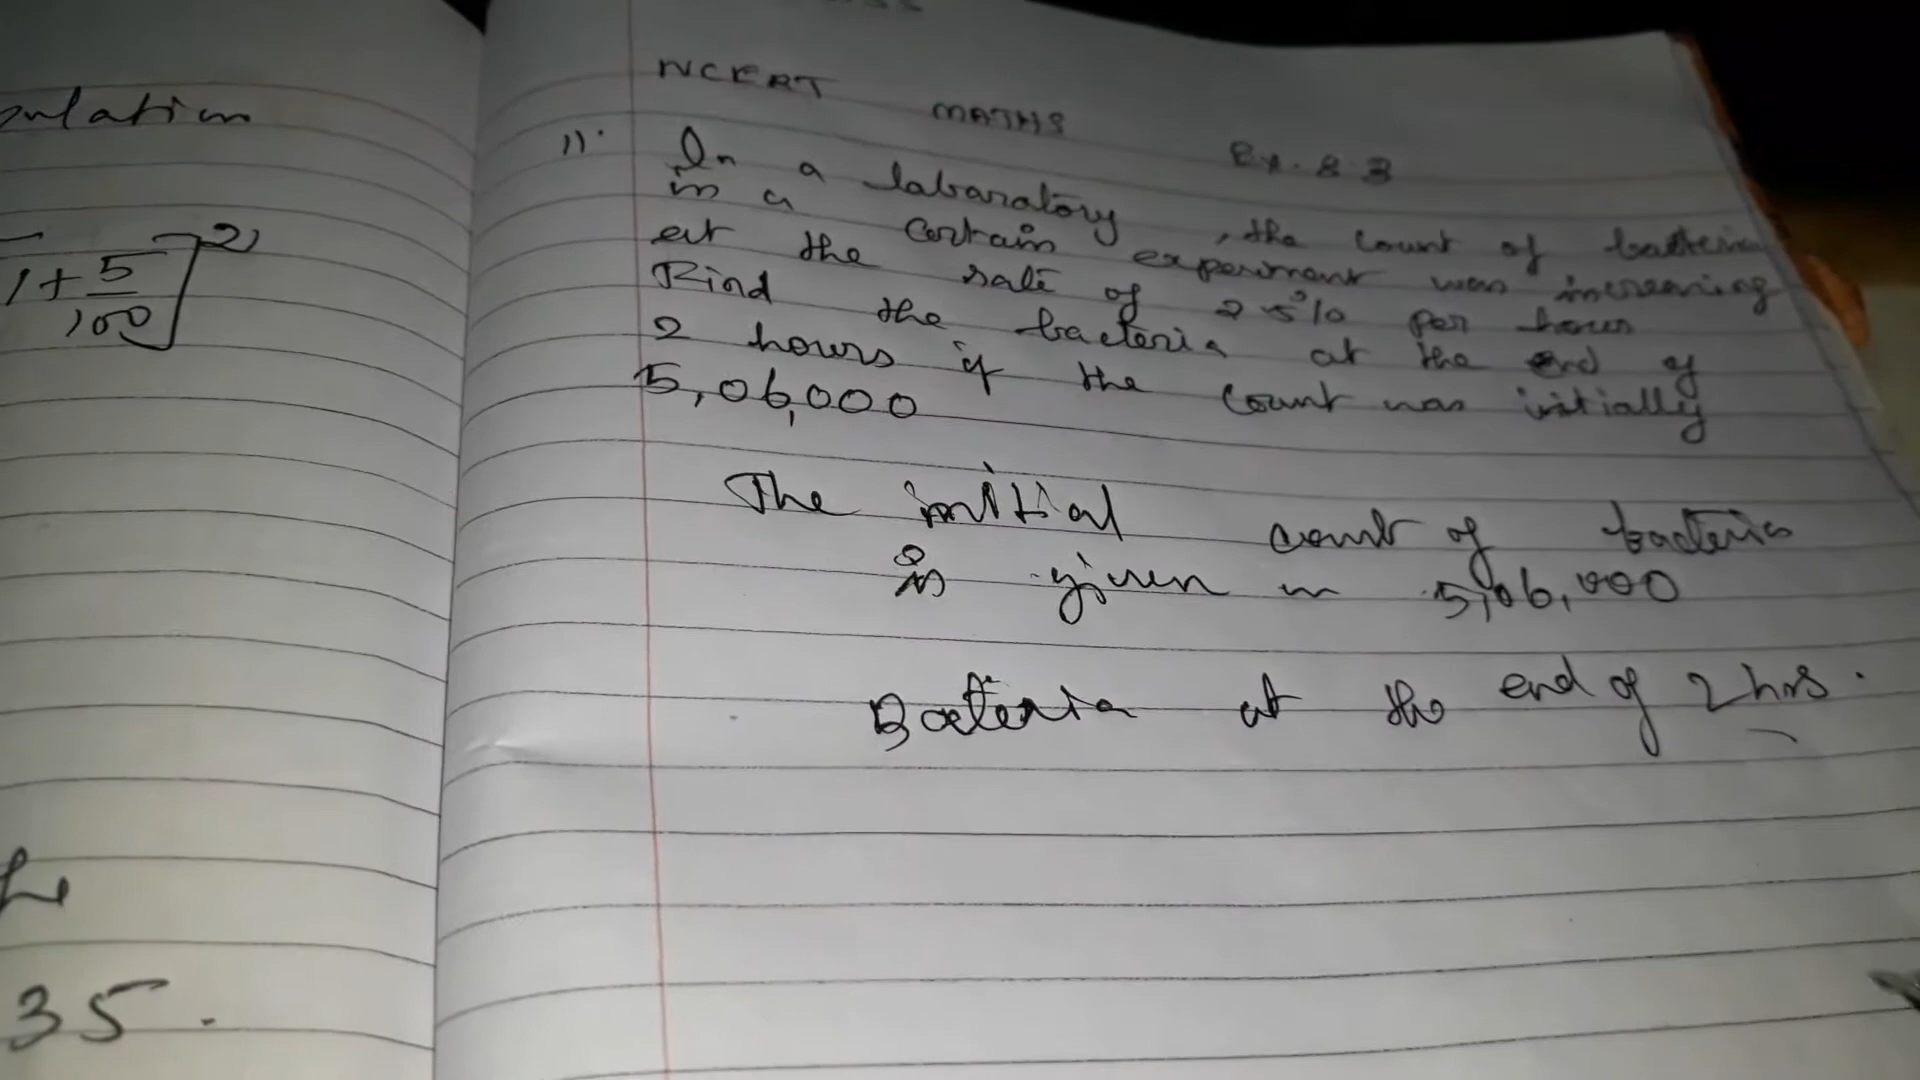 1+5/100]²
35.
NCERT MATHS Ex. 8.3
11. In a labaratory, the count of bacteria
in a certain experiment was increasing
at the rate of 2.5% per hour
Find the bacteria at the end of
2 hours if the count was initially
5,06,000
The initial count of bacteria
is given 5,06,000
Bacteria at the end of 2 hrs.